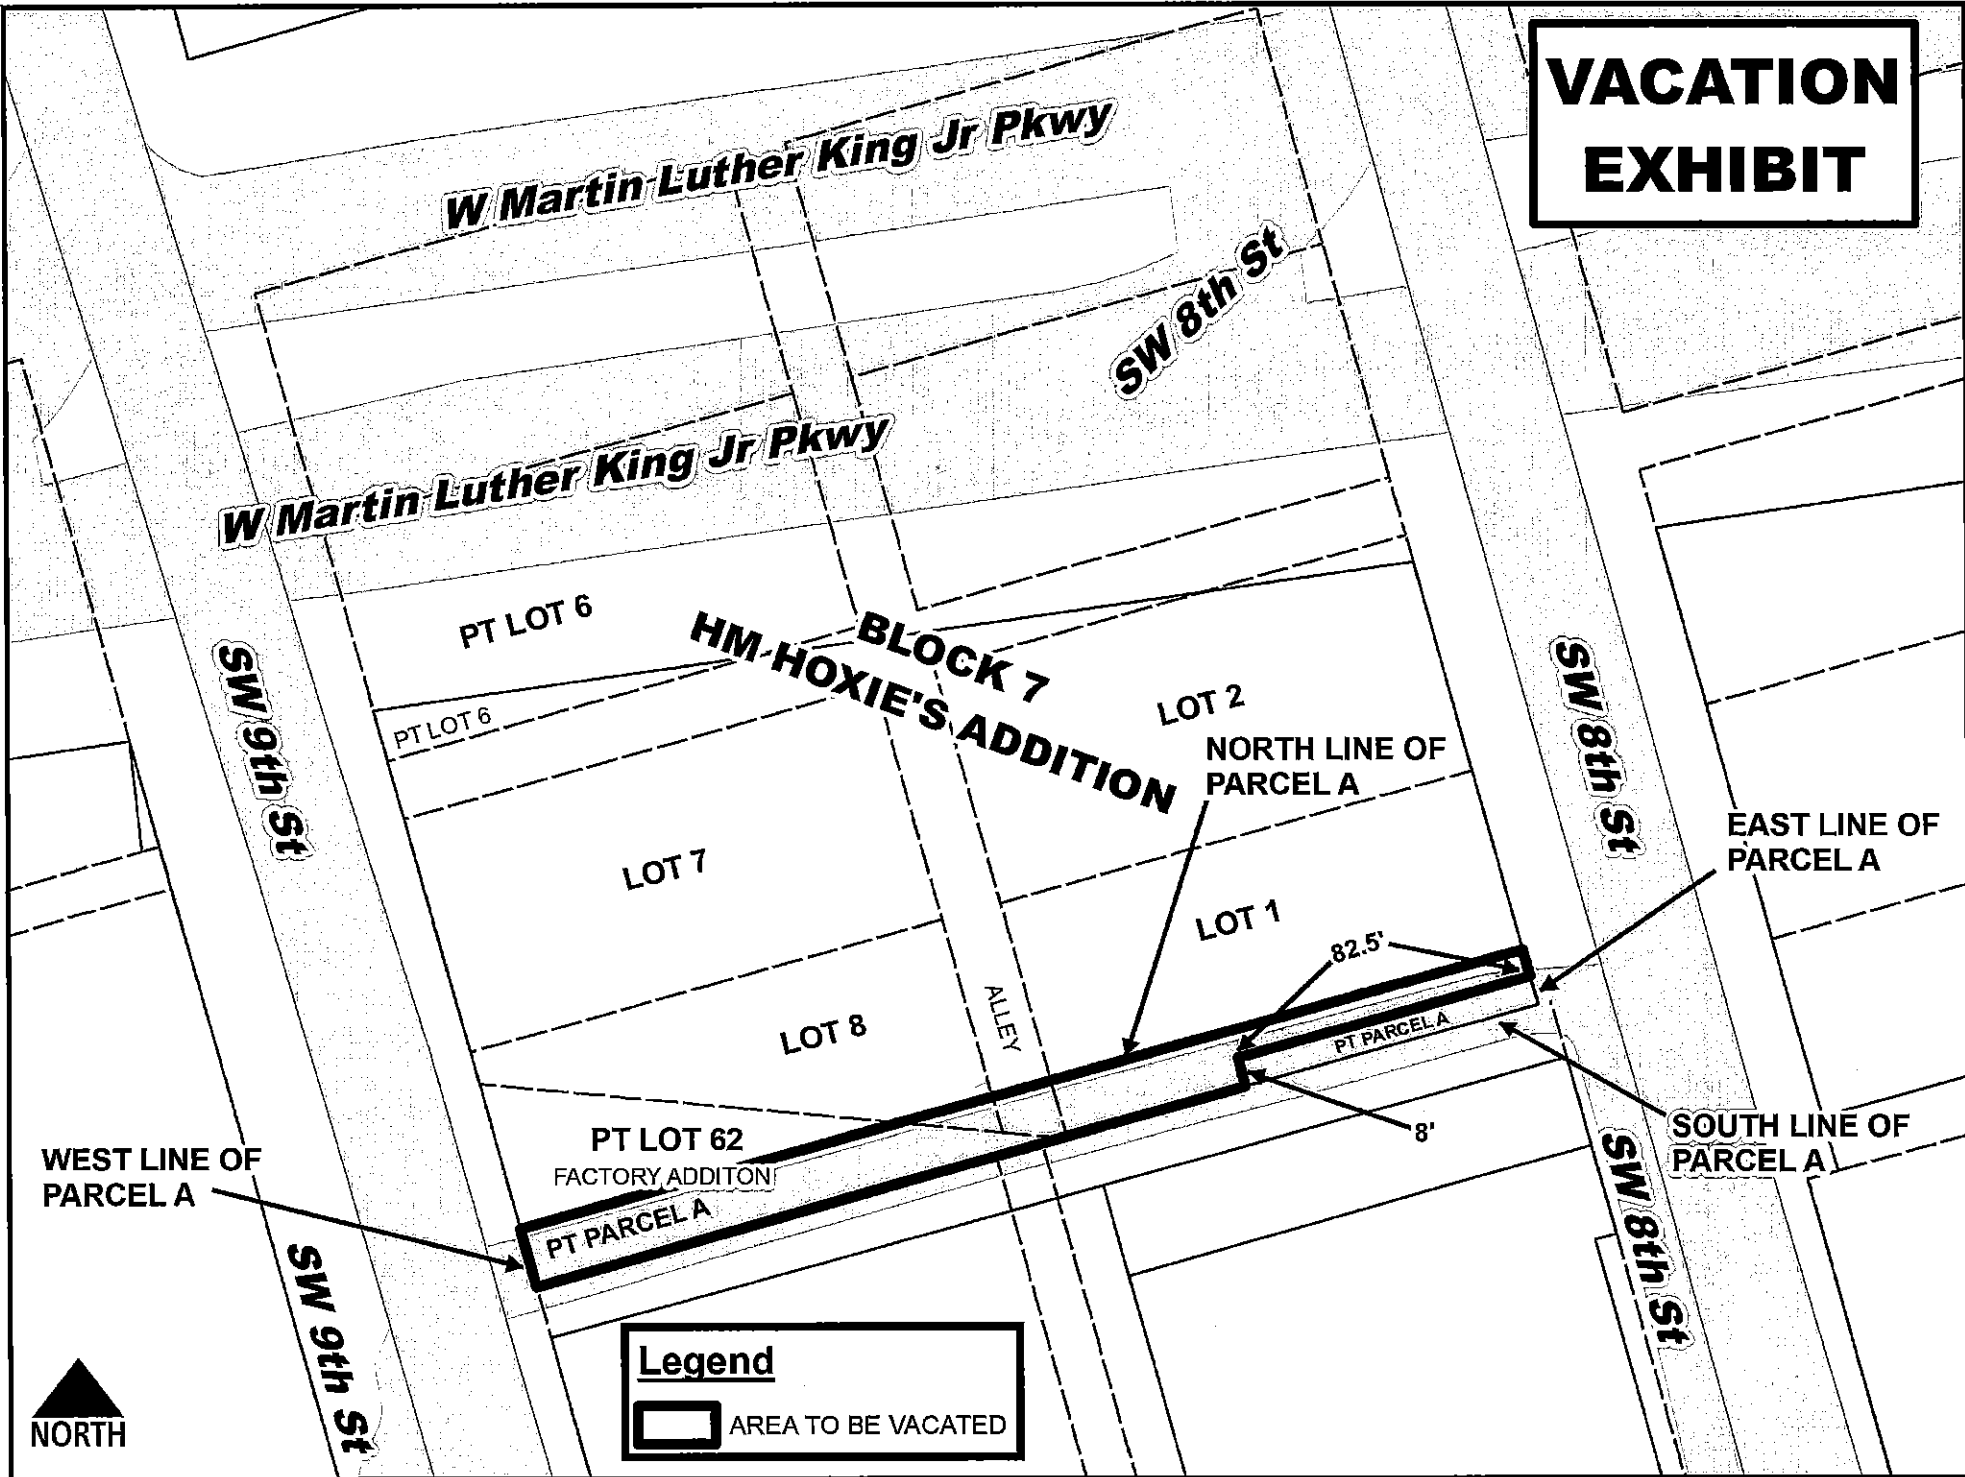 VACATION
EXHIBIT
W Martin Luther King Jr Pkwy
SW 8th St
W Martin Luther King Jr Pkwy
PT LOT 6
BLOCK 7
HM HOXIE'S ADDITION
SW 9th St
SW 8th St
PT LOT 6
LOT 2
NORTH LINE OF
PARCEL A
EAST LINE OF
PARCEL A
LOT 7
LOT 1
82.5'
ALLEY
LOT 8
PT PARCEL A
8'
SOUTH LINE OF
PARCEL A
PT LOT 62
FACTORY ADDITON
WEST LINE OF
PARCEL A
PT PARCEL A
SW 8th St
SW 9th St
Legend
AREA TO BE VACATED
NORTH